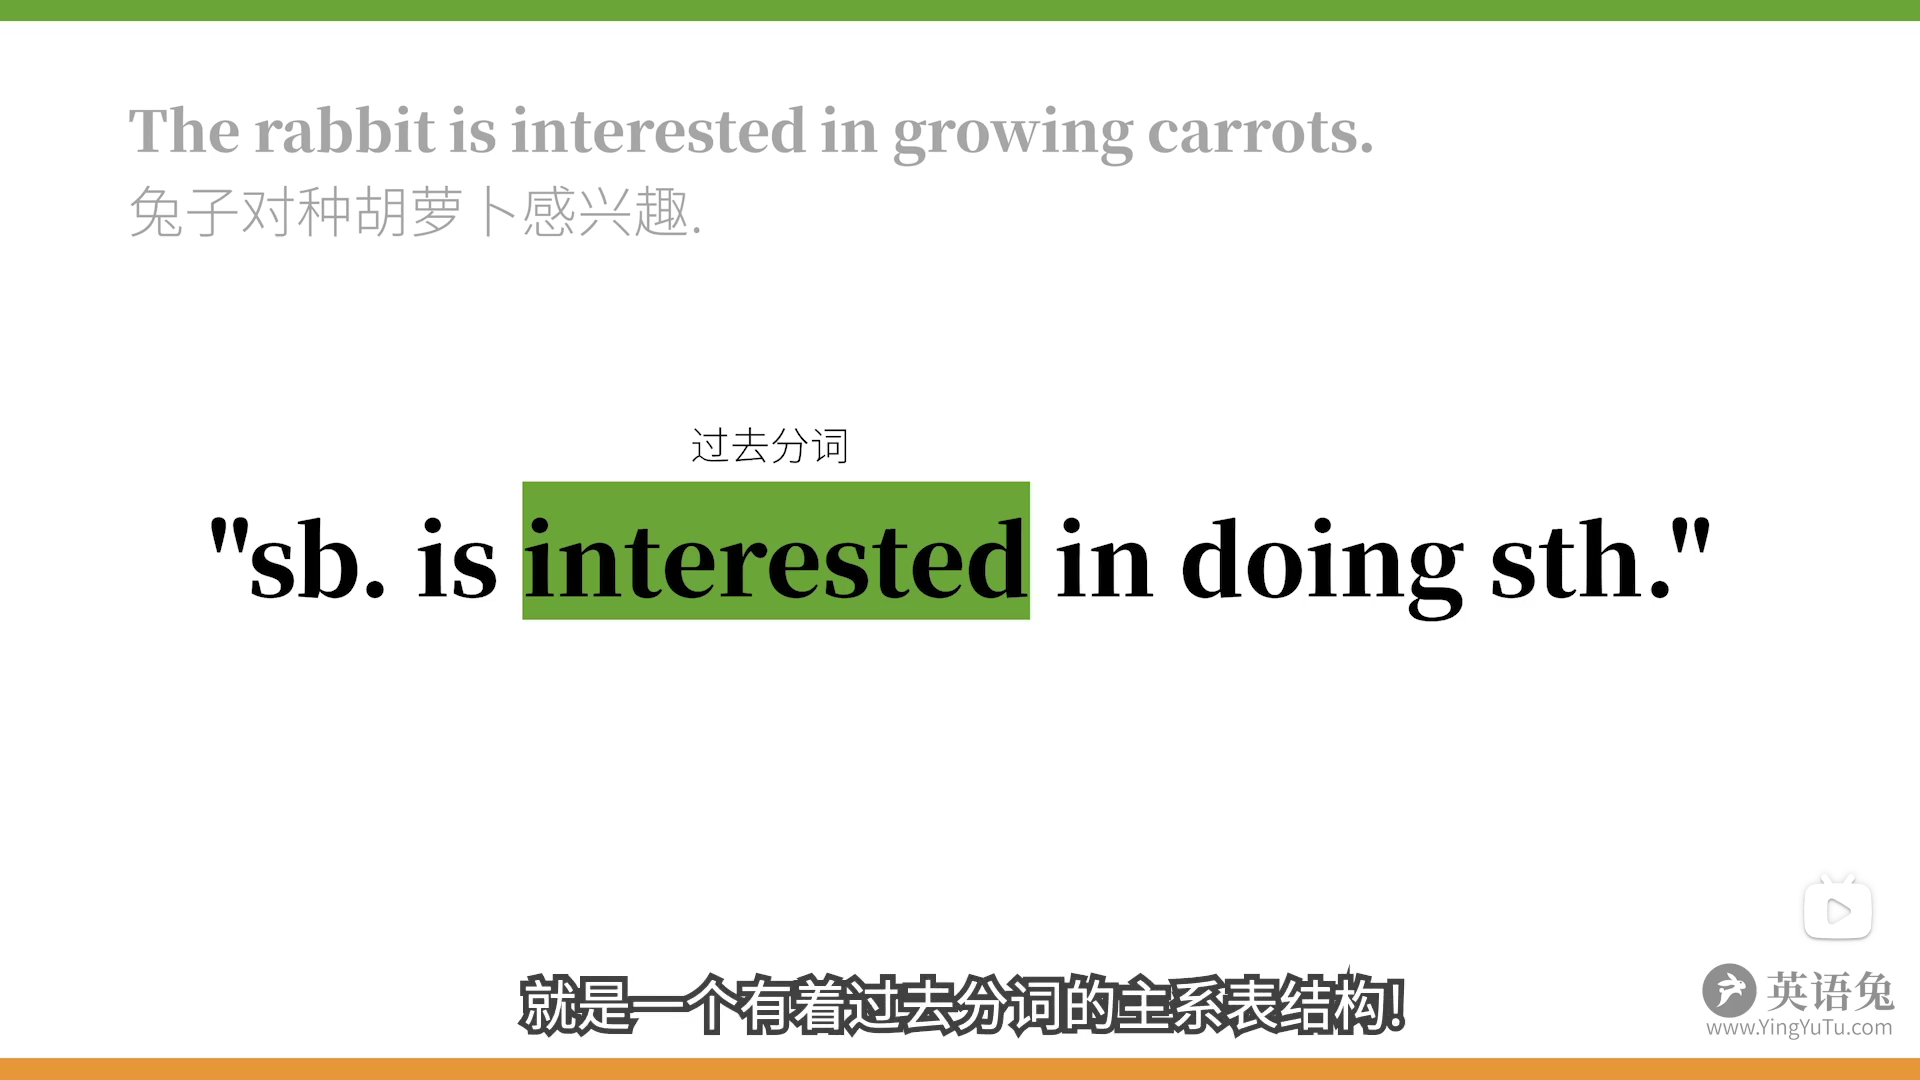 The rabbit is interested in growing carrots.
兔子对种胡萝卜感兴趣.
过去分词
"sb. is interested in doing sth."
就是一个有着过去分词的主系表结构!
英语兔
www.YingYuTu.com